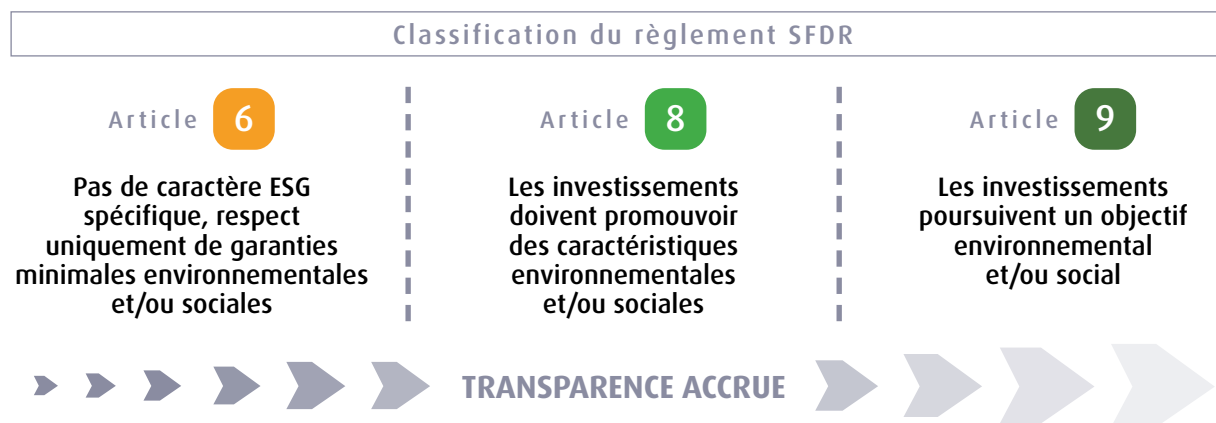 Classification du règlement SFDR
Article 6
Pas de caractère ESG
spécifique, respect
uniquement de garanties
minimales environnementales
et/ou sociales
Article 8
Les investissements
doivent promouvoir
des caractéristiques
environnementales
et/ou sociales
Article 9
Les investissements
poursuivent un objectif
environnemental
et/ou social
TRANSPARENCE ACCRUE